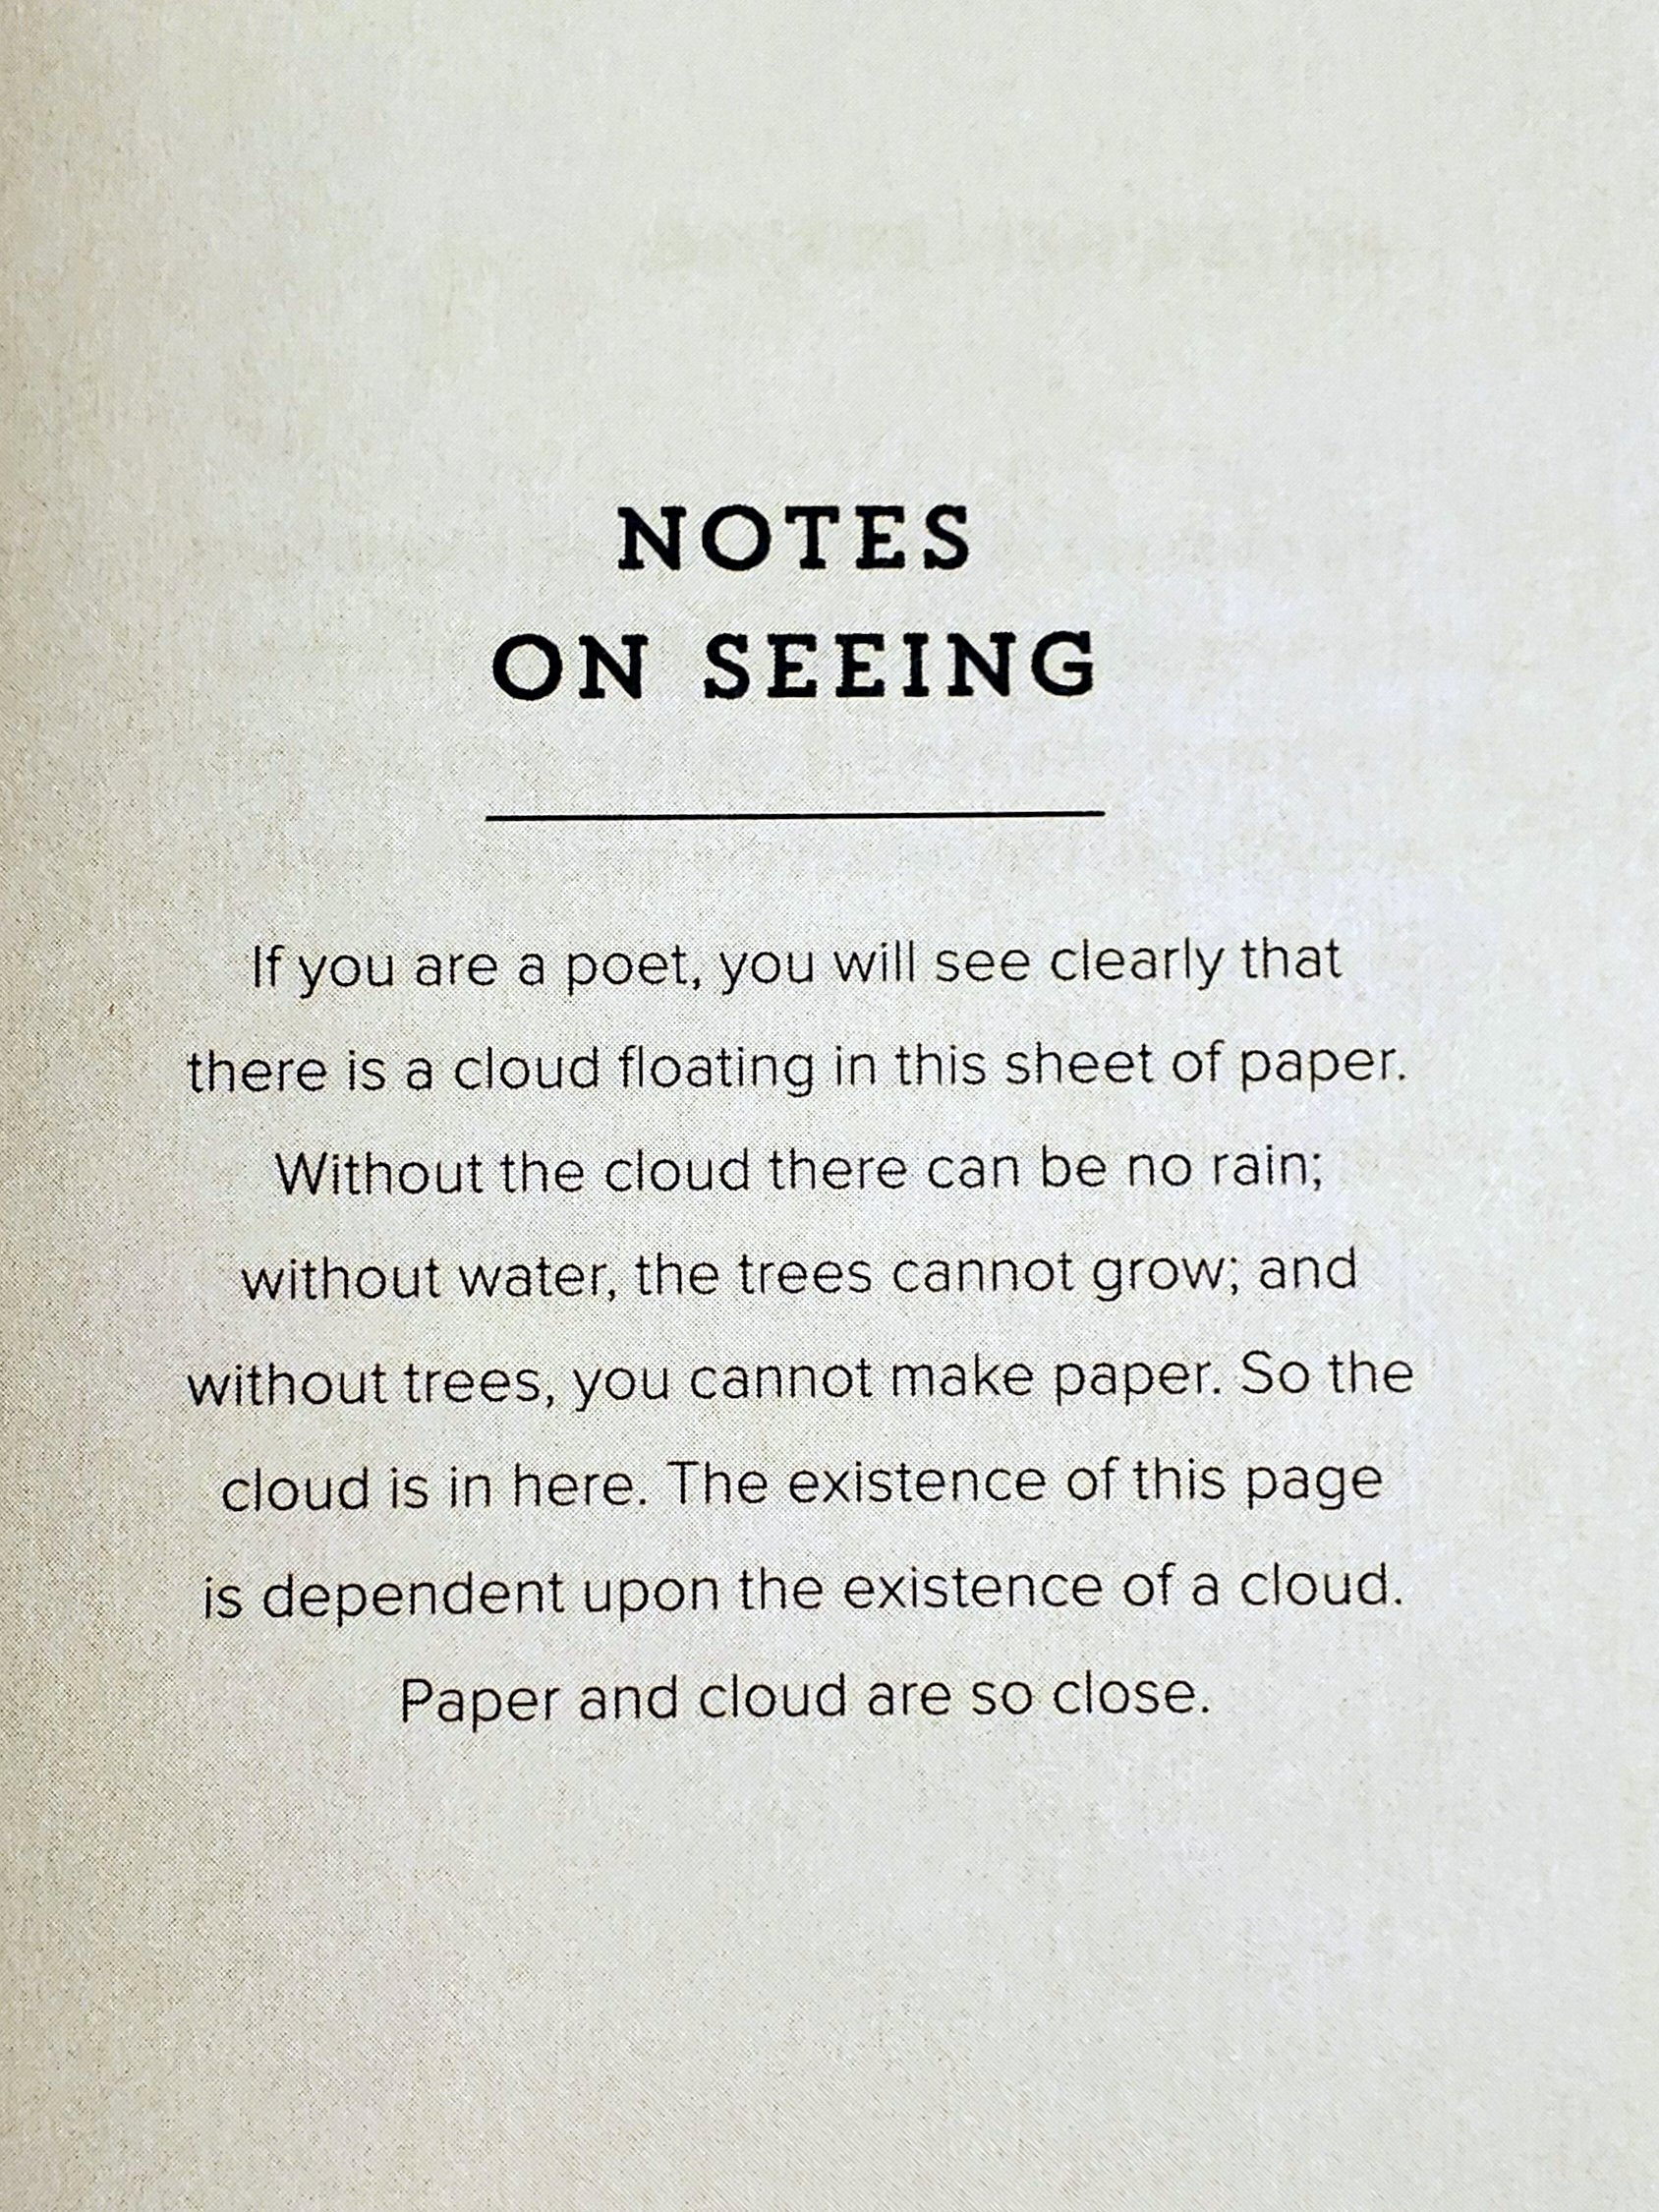 NOTES
ON SEEING
If you are a poet, you will see clearly that
there is a cloud floating in this sheet of paper.
Without the cloud there can be no rain;
without water, the trees cannot grow; and
without trees, you cannot make paper. So the
cloud is in here. The existence of this page
is dependent upon the existence of a cloud.
Paper and cloud are so close.